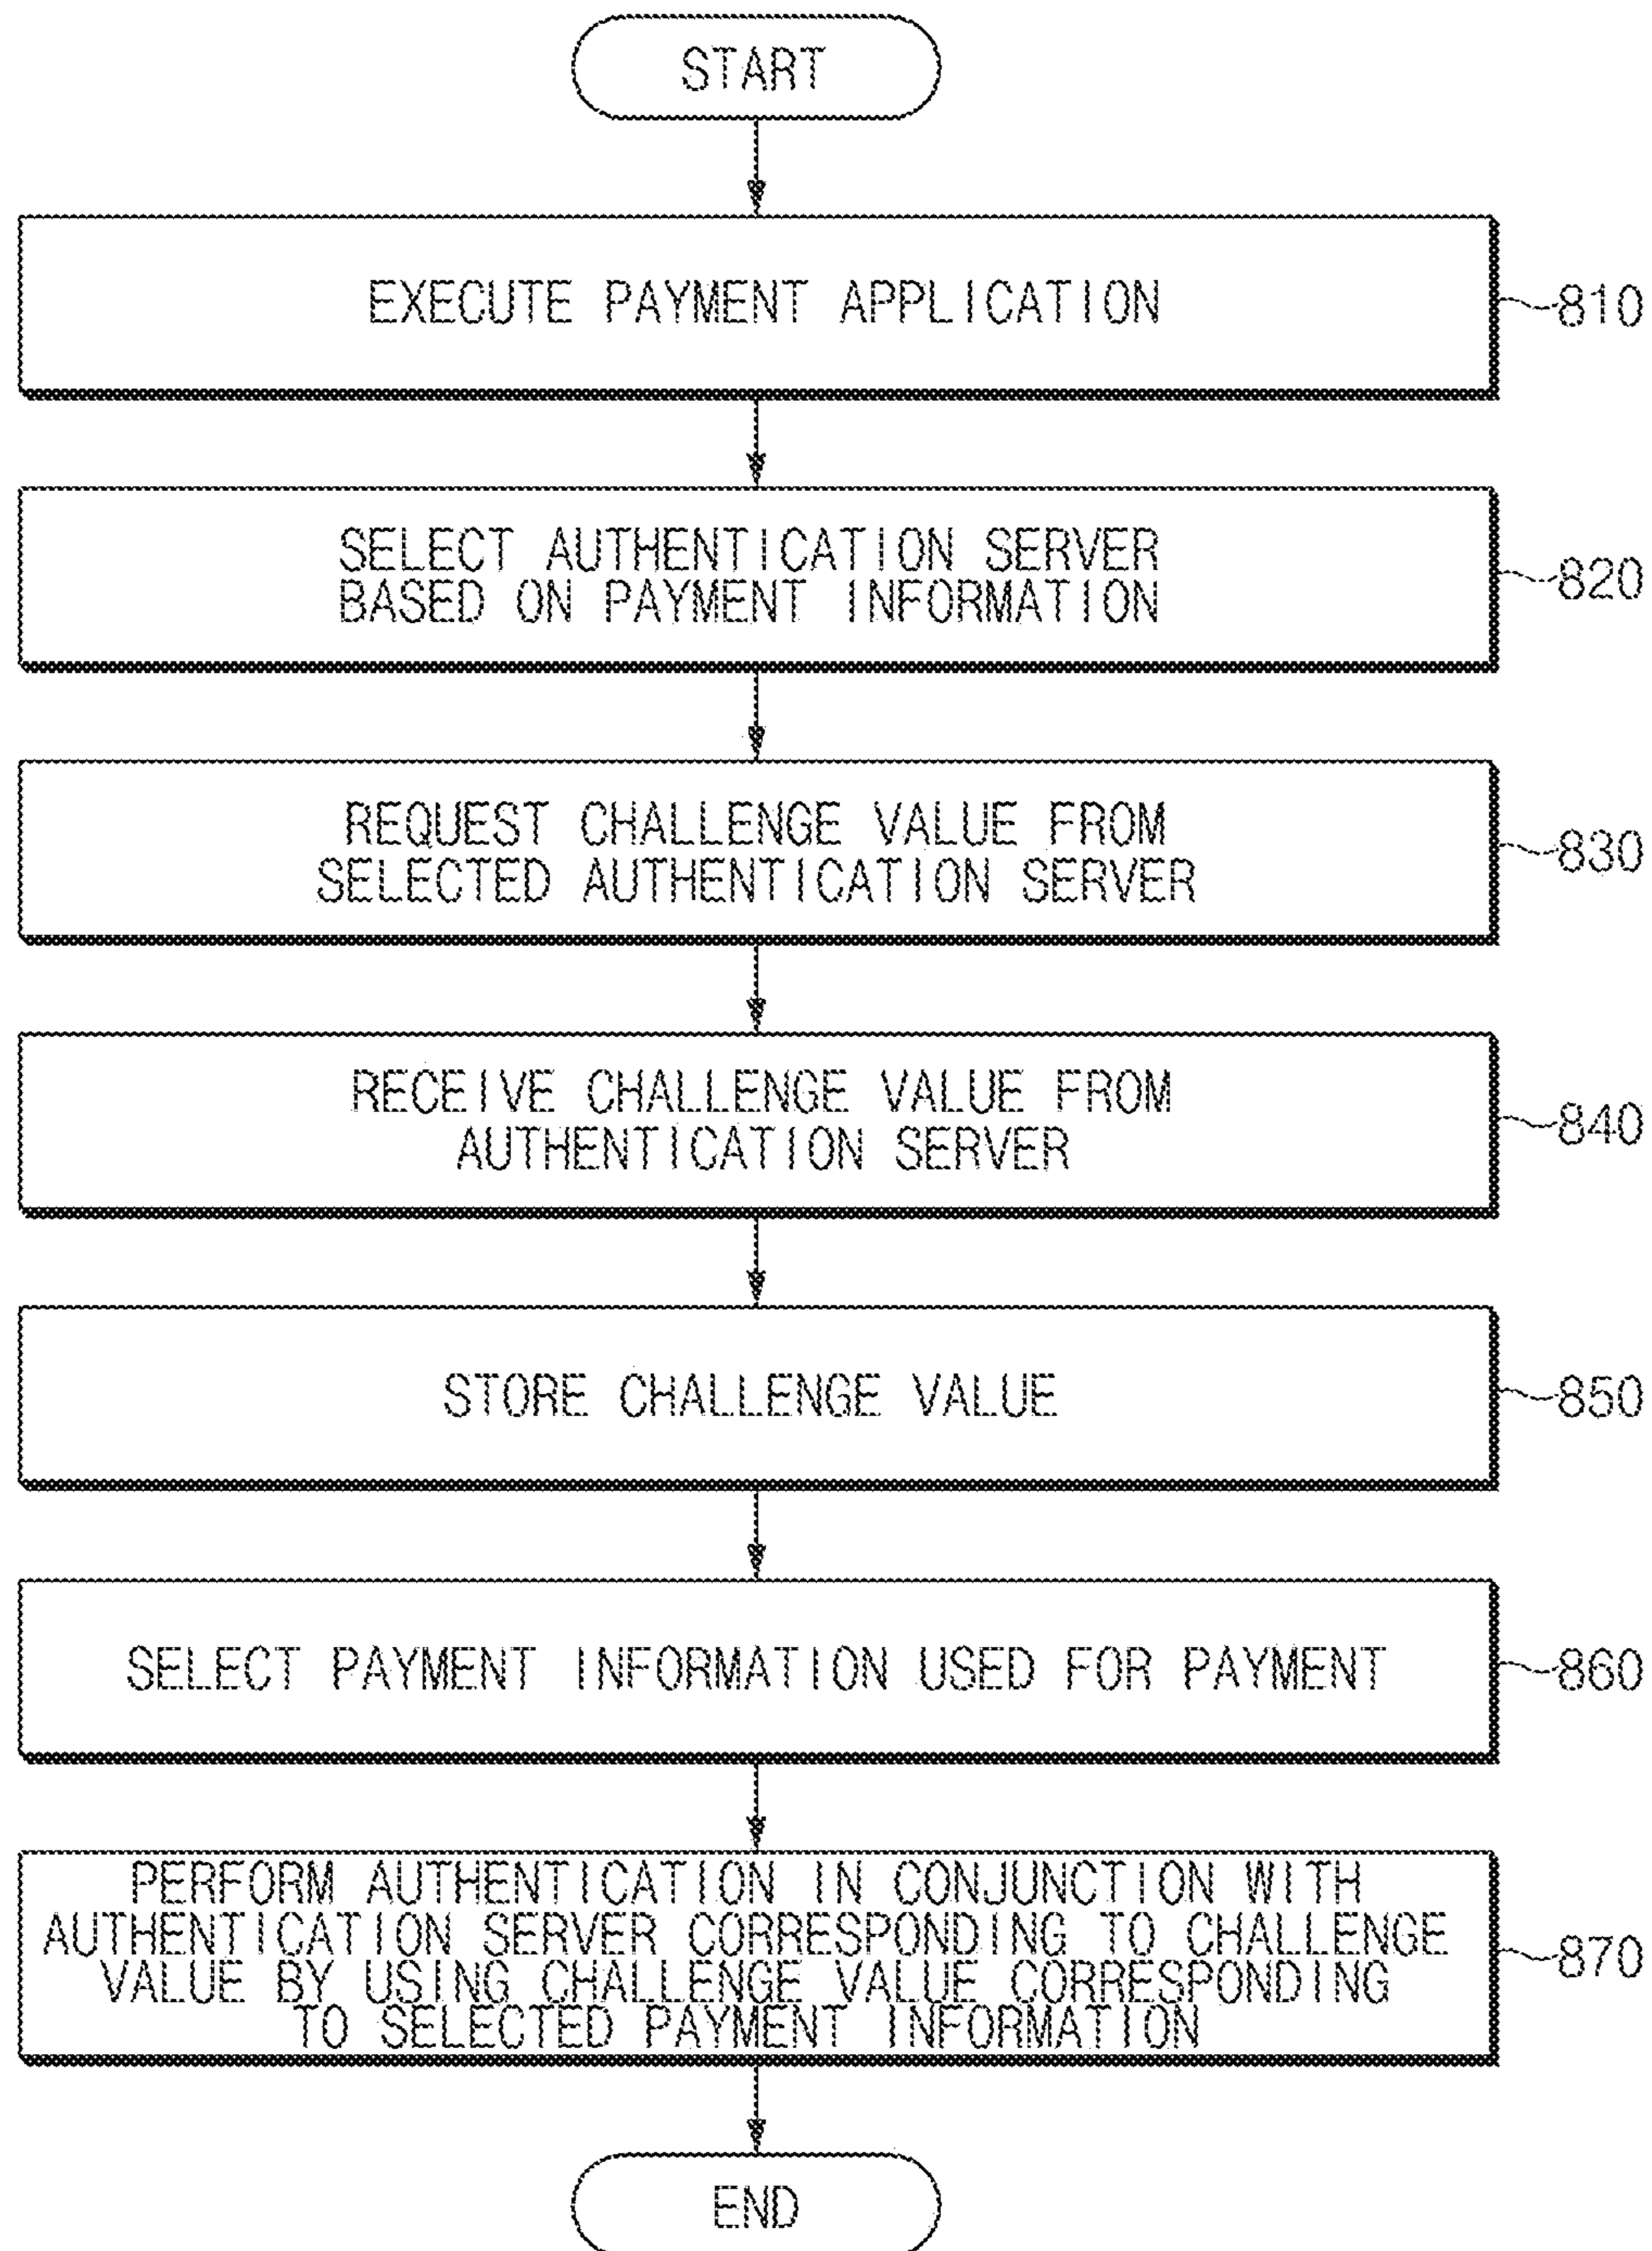 START
EXECUTE PAYMENT APPLICATION
810
SELECT AUTHENTICATION SERVER
BASED ON PAYMENT INFORMATION
820
REQUEST CHALLENGE VALUE FROM
SELECTED AUTHENTICATION SERVER
830
RECEIVE CHALLENGE VALUE FROM
AUTHENTICATION SERVER
840
STORE CHALLENGE VALUE
850
SELECT PAYMENT INFORMATION USED FOR PAYMENT
860
PERFORM AUTHENTICATION IN CONJUNCTION WITH
AUTHENTICATION SERVER CORRESPONDING TO CHALLENGE
VALUE BY USING CHALLENGE VALUE CORRESPONDING
TO SELECTED PAYMENT INFORMATION
870
END